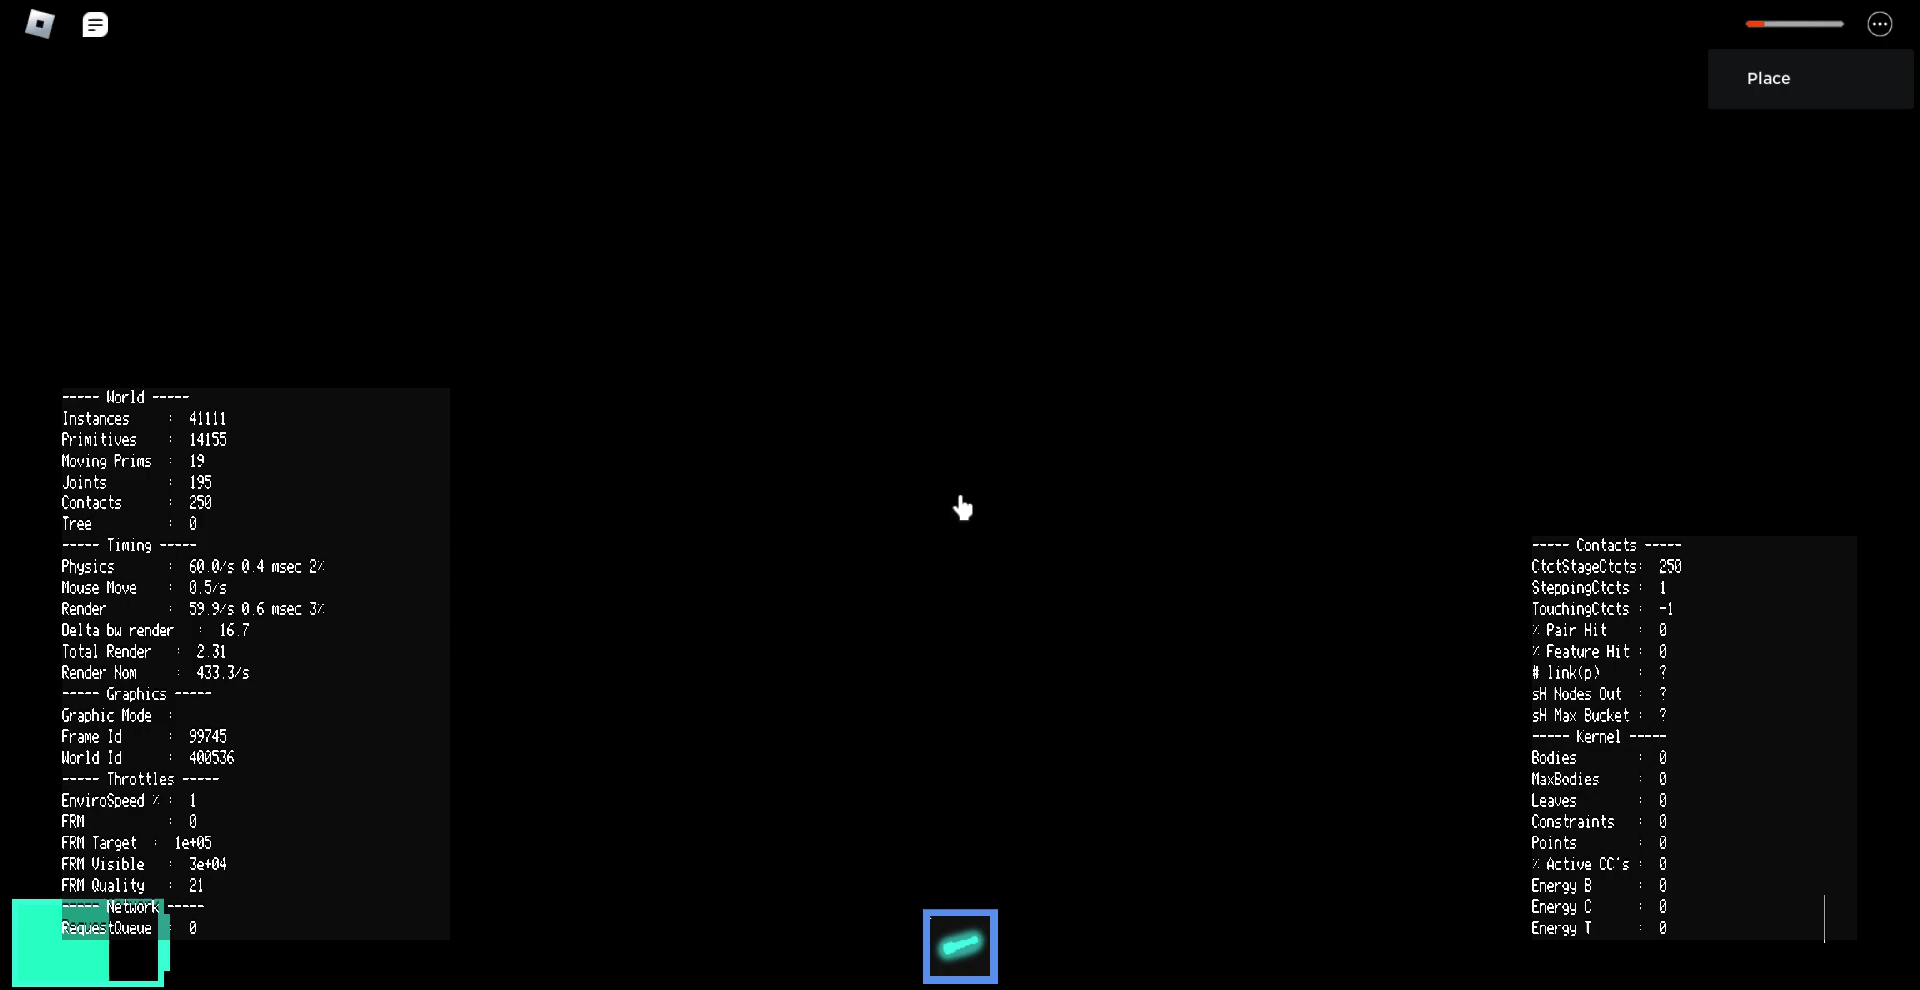 Place
----- World -----
Instances : 41111
Primitives : 14155
Moving Prims : 19
Joints : 195
Contacts : 250
Tree : 0
----- Timing -----
Physics : 60.0/s 0.4 msec 2%
Mouse Move : 0.5/s
Render : 59.9/s 0.6 msec 3%
Delta bw render : 16.7
Total Render : 2.31
Render Nom : 433.3/s
----- Graphics -----
Graphic Mode :
Frame Id : 99745
World Id : 400536
----- Throttles -----
EnviroSpeed % : 1
FRM : 0
FRM Target : 1e+05
FRM Visible : 3e+04
FRM Quality : 21
----- Network -----
RequestQueue : 0
----- Contacts -----
CtctStageCtcts: 250
SteppingCtcts : 1
TouchingCtcts : -1
% Pair Hit : 0
% Feature Hit : 0
# link(p) : ?
sH Nodes Out : ?
sH Max Bucket : ?
----- Kernel -----
Bodies : 0
MaxBodies : 0
Leaves : 0
Constraints : 0
Points : 0
% Active CC's : 0
Energy B : 0
Energy C : 0
Energy T : 0